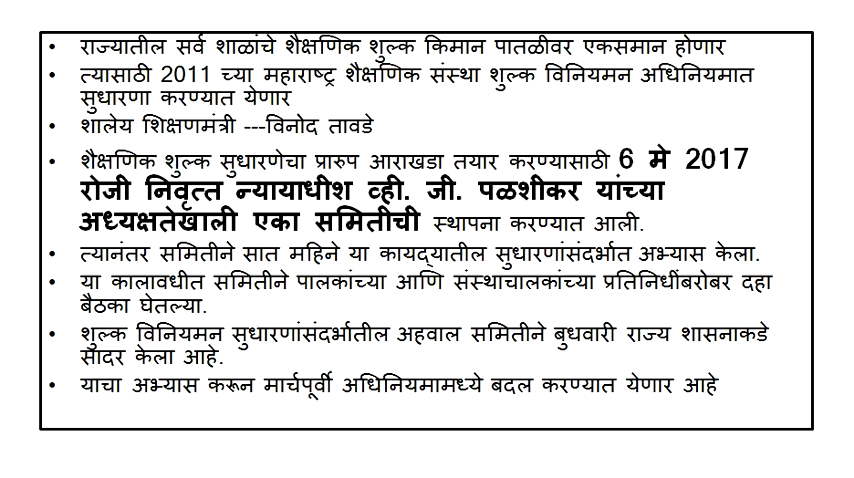 • राज्यातील सर्व शाळांचे शैक्षणिक शुल्क किमान पातळीवर एकसमान होणार
• त्यासाठी 2011 च्या महाराष्ट्र शैक्षणिक संस्था शुल्क विनियमन अधिनियमात
सुधारणा करण्यात येणार
• शालेय शिक्षणमंत्री ---विनोद तावडे
• शैक्षणिक शुल्क सुधारणेचा प्रारुप आराखडा तयार करण्यासाठी 6 मे 2017
रोजी निवृत्त न्यायाधीश व्ही. जी. पळशीकर यांच्या
अध्यक्षतेखाली एका समितीची स्थापना करण्यात आली.
• त्यानंतर समितीने सात महिने या कायद्यातील सुधारणांसंदर्भात अभ्यास केला.
• या कालावधीत समितीने पालकांच्या आणि संस्थाचालकांच्या प्रतिनिधींबरोबर दहा
बैठका घेतल्या.
• शुल्क विनियमन सुधारणांसंदर्भातील अहवाल समितीने बुधवारी राज्य शासनाकडे
सादर केला आहे.
• याचा अभ्यास करून मार्चपूर्वी अधिनियमामध्ये बदल करण्यात येणार आहे